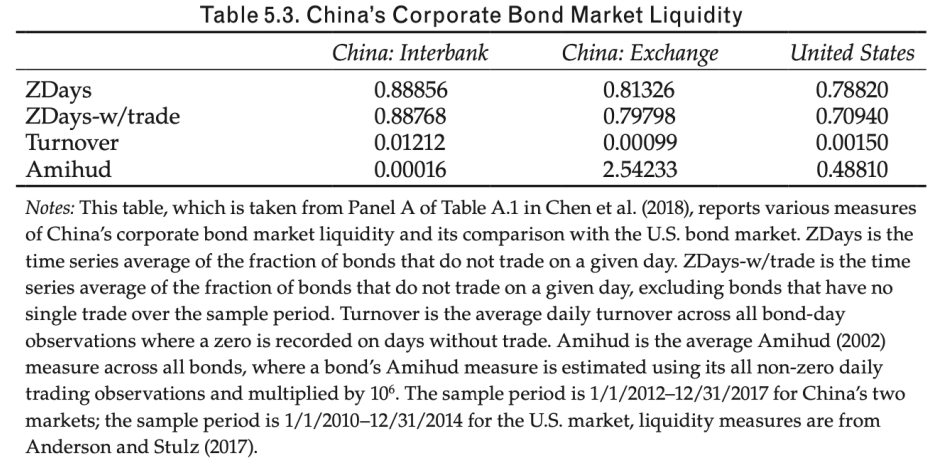 Table 5.3. China's Corporate Bond Market Liquidity
China: Interbank China: Exchange United States
ZDays 0.88856 0.81326 0.78820
ZDays-w/trade 0.88768 0.79798 0.70940
Turnover 0.01212 0.00099 0.00150
Amihud 0.00016 2.54233 0.48810
Notes: This table, which is taken from Panel A of Table A.1 in Chen et al. (2018), reports various measures
of China's corporate bond market liquidity and its comparison with the U.S. bond market. ZDays is the
time series average of the fraction of bonds that do not trade on a given day. ZDays-w/trade is the time
series average of the fraction of bonds that do not trade on a given day, excluding bonds that have no
single trade over the sample period. Turnover is the average daily turnover across all bond-day
observations where a zero is recorded on days without trade. Amihud is the average Amihud (2002)
measure across all bonds, where a bond's Amihud measure is estimated using its all non-zero daily
trading observations and multiplied by 10⁶. The sample period is 1/1/2012–12/31/2017 for China's two
markets; the sample period is 1/1/2010–12/31/2014 for the U.S. market, liquidity measures are from
Anderson and Stulz (2017).